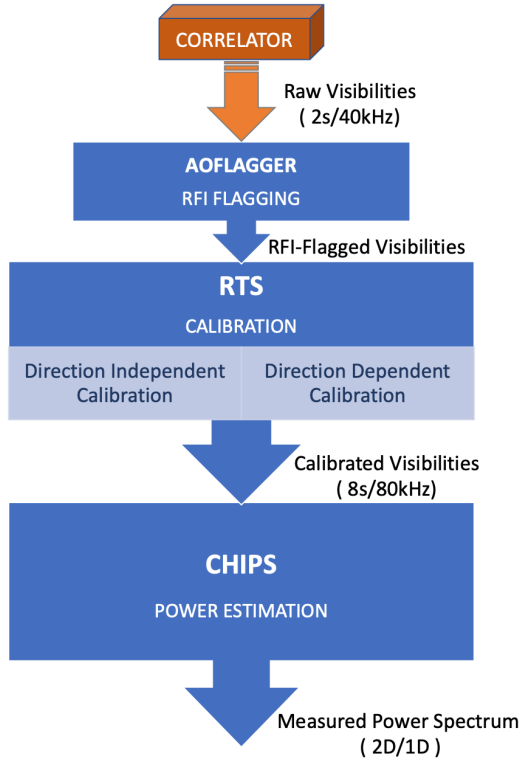 CORRELATOR
Raw Visibilities
( 2s/40kHz)
AOFLAGGER
RFI FLAGGING
RFI-Flagged Visibilities
RTS
CALIBRATION
Direction Independent
Calibration
Direction Dependent
Calibration
Calibrated Visibilities
( 8s/80kHz)
CHIPS
POWER ESTIMATION
Measured Power Spectrum
( 2D/1D )